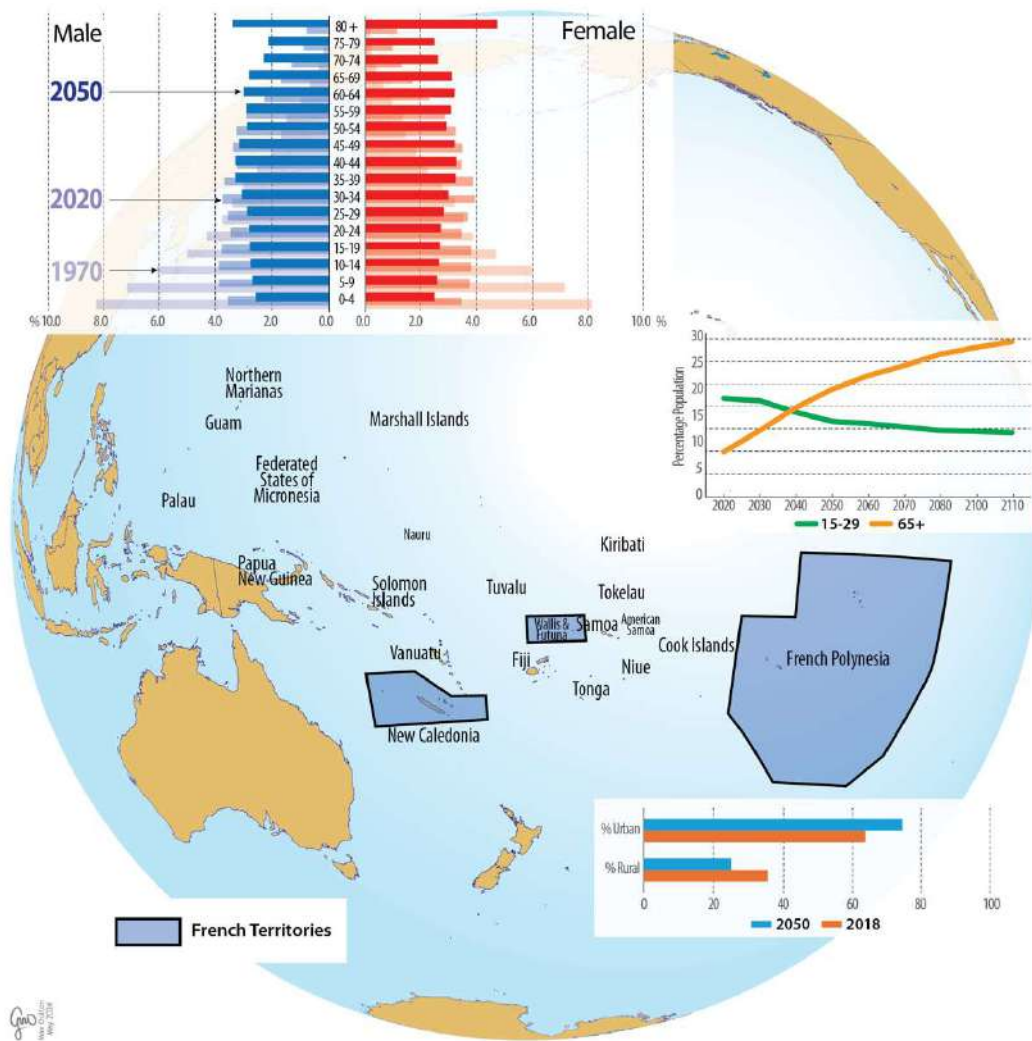 Male
Female
80 +
75-79
70-74
65-69
2050
60-64
55-59
50-54
45-49
40-44
35-39
2020
30-34
25-29
20-24
15-19
1970
10-14
5-9
0-4
% 10.0 8.0 6.0 4.0 2.0 0.0 0.0 2.0 4.0 6.0 8.0 10.0 %
30
25
20
15
10
5
0
Percentage Population
2020 2030 2040 2050 2060 2070 2080 2090 2110
15-29 65+
Northern
Marianas
Guam
Marshall Islands
Federated
States of
Micronesia
Palau
Nauru
Kiribati
Papua
New Guinea
Solomon
Islands
Tuvalu
Tokelau
Wallis &
Futuna
Samoa
American
Samoa
Cook Islands
French Polynesia
Vanuatu
Fiji
Niue
Tonga
New Caledonia
% Urban
% Rural
0 20 40 60 80 100
2050 2018
French Territories
May 2024